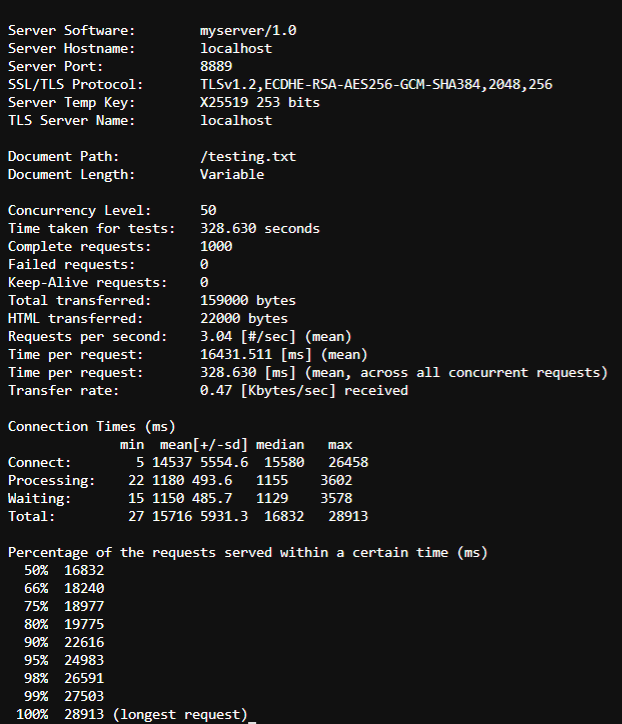 Server Software:        myserver/1.0
Server Hostname:        localhost
Server Port:            8889
SSL/TLS Protocol:       TLSv1.2,ECDHE-RSA-AES256-GCM-SHA384,2048,256
Server Temp Key:        X25519 253 bits
TLS Server Name:        localhost

Document Path:          /testing.txt
Document Length:        Variable

Concurrency Level:      50
Time taken for tests:   328.630 seconds
Complete requests:      1000
Failed requests:        0
Keep-Alive requests:    0
Total transferred:      159000 bytes
HTML transferred:       22000 bytes
Requests per second:    3.04 [#/sec] (mean)
Time per request:       16431.511 [ms] (mean)
Time per request:       328.630 [ms] (mean, across all concurrent requests)
Transfer rate:          0.47 [Kbytes/sec] received

Connection Times (ms)
              min  mean[+/-sd] median   max
Connect:        5 14537 5554.6  15580   26458
Processing:    22 1180 493.6   1155    3602
Waiting:       15 1150 485.7   1129    3578
Total:         27 15716 5931.3  16832   28913

Percentage of the requests served within a certain time (ms)
  50%  16832
  66%  18240
  75%  18977
  80%  19775
  90%  22616
  95%  24983
  98%  26591
  99%  27503
 100%  28913 (longest request)